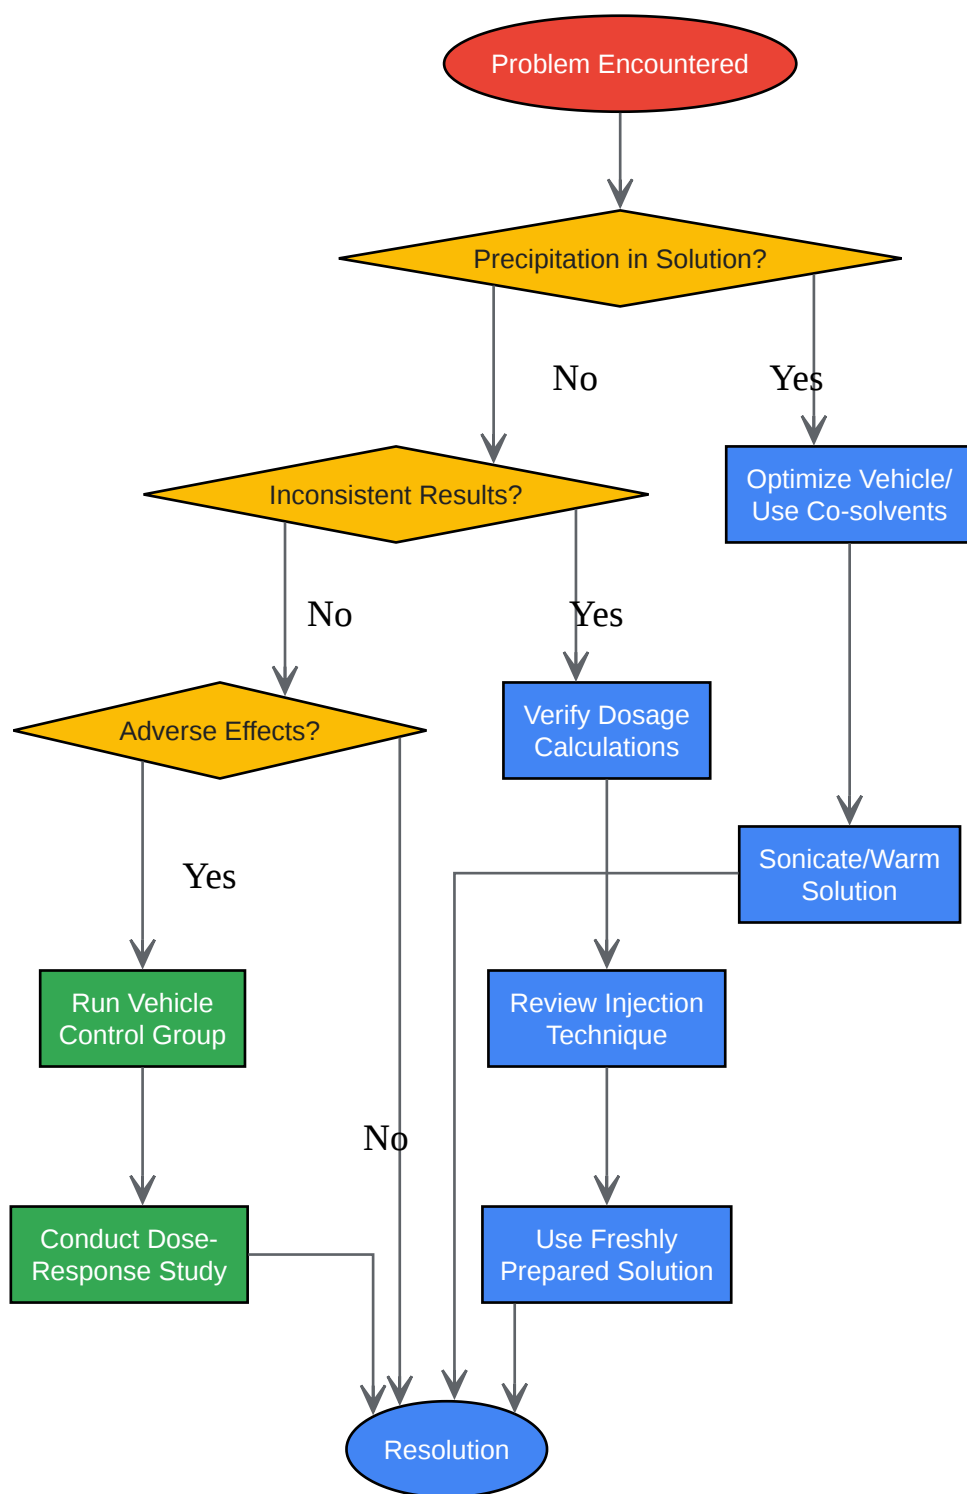 Problem Encountered
Precipitation in Solution?
No
Yes
Inconsistent Results?
Optimize Vehicle/
Use Co-solvents
No
Yes
Adverse Effects?
Verify Dosage
Calculations
Yes
Sonicate/Warm
Solution
Run Vehicle
Control Group
Review Injection
Technique
No
Conduct Dose-
Response Study
Use Freshly
Prepared Solution
Resolution